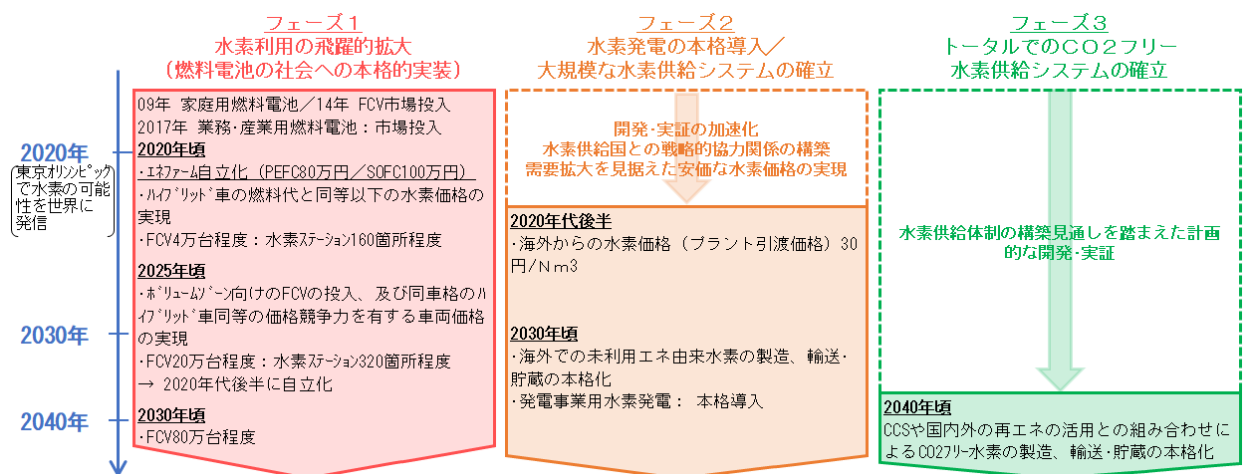 フェーズ1
水素利用の飛躍的拡大
(燃料電池の社会への本格的実装)
09年 家庭用燃料電池/14年 FCV市場投入
2017年 業務・産業用燃料電池:市場投入
2020年頃
・エネファーム自立化(PEFC80万円/SOFC100万円)
・ハイブリッド車の燃料代と同等以下の水素価格の
実現
・FCV4万台程度:水素ステーション160箇所程度
2025年頃
・ボリュームゾーン向けのFCVの投入、及び同車格のハ
イブリッド車同等の価格競争力を有する車両価格
の実現
・FCV20万台程度:水素ステーション320箇所程度
→ 2020年代後半に自立化
2030年頃
・FCV80万台程度
フェーズ2
水素発電の本格導入/
大規模な水素供給システムの確立
開発・実証の加速化
水素供給国との戦略的協力関係の構築
需要拡大を見据えた安価な水素価格の実現
2020年代後半
・海外からの水素価格(プラント引渡価格)30
円/Nm3
2030年頃
・海外での未利用エネ由来水素の製造、輸送・
貯蔵の本格化
・発電事業用水素発電: 本格導入
フェーズ3
トータルでのCO2フリー
水素供給システムの確立
水素供給体制の構築見通しを踏まえた計画
的な開発・実証
2040年頃
CCSや国内外の再エネの活用との組み合わせに
よるCO2フリー水素の製造、輸送・貯蔵の本格化
2020年
東京オリンピック
で水素の可能
性を世界に
発信
2030年
2040年